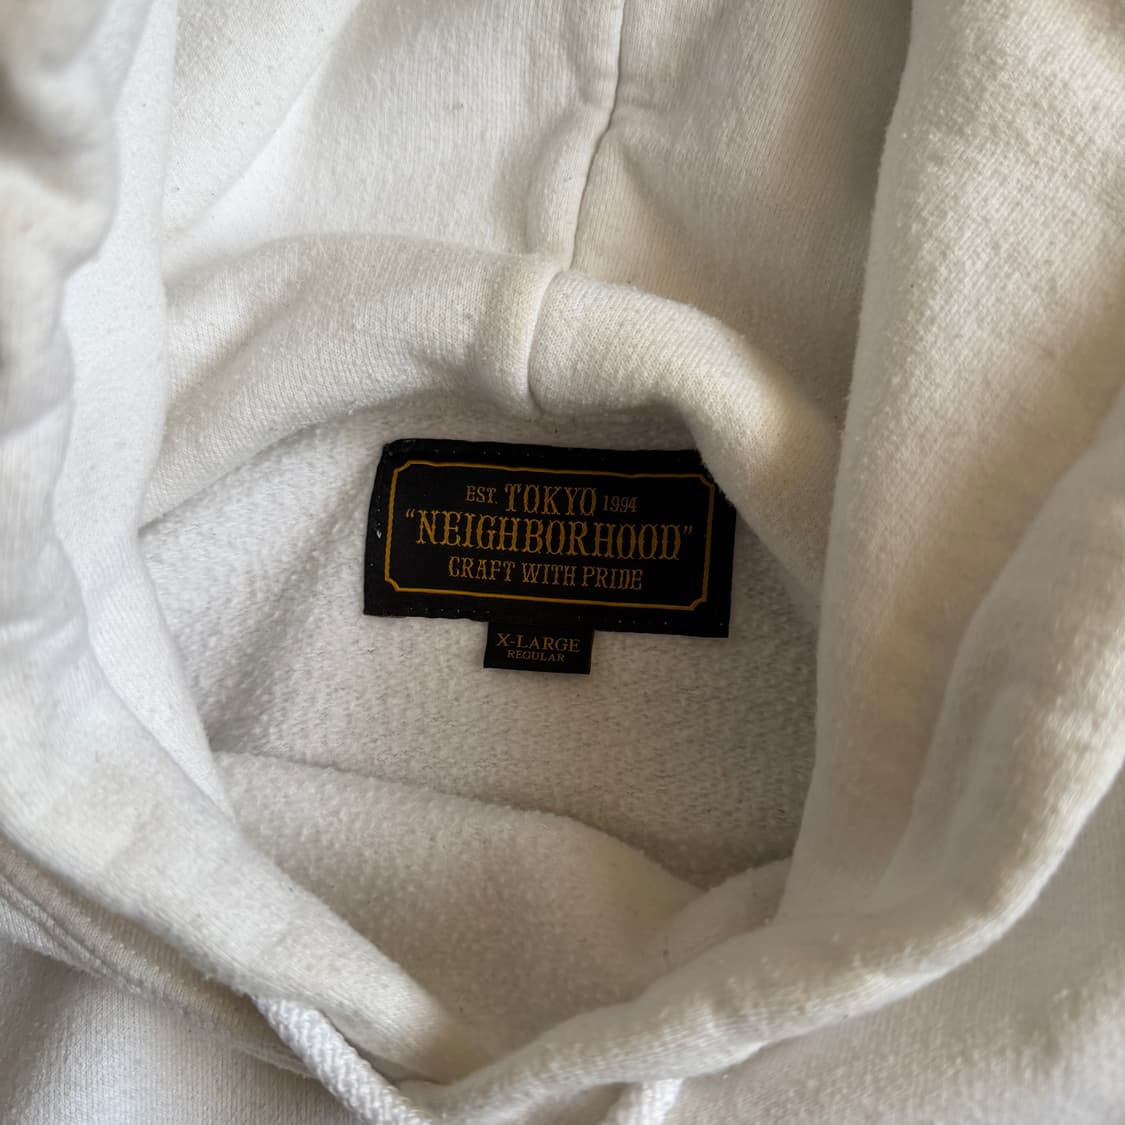 EST. TOKYO 1994
“NEIGHBORHOOD”
CRAFT WITH PRIDE
X-LARGE
REGULAR